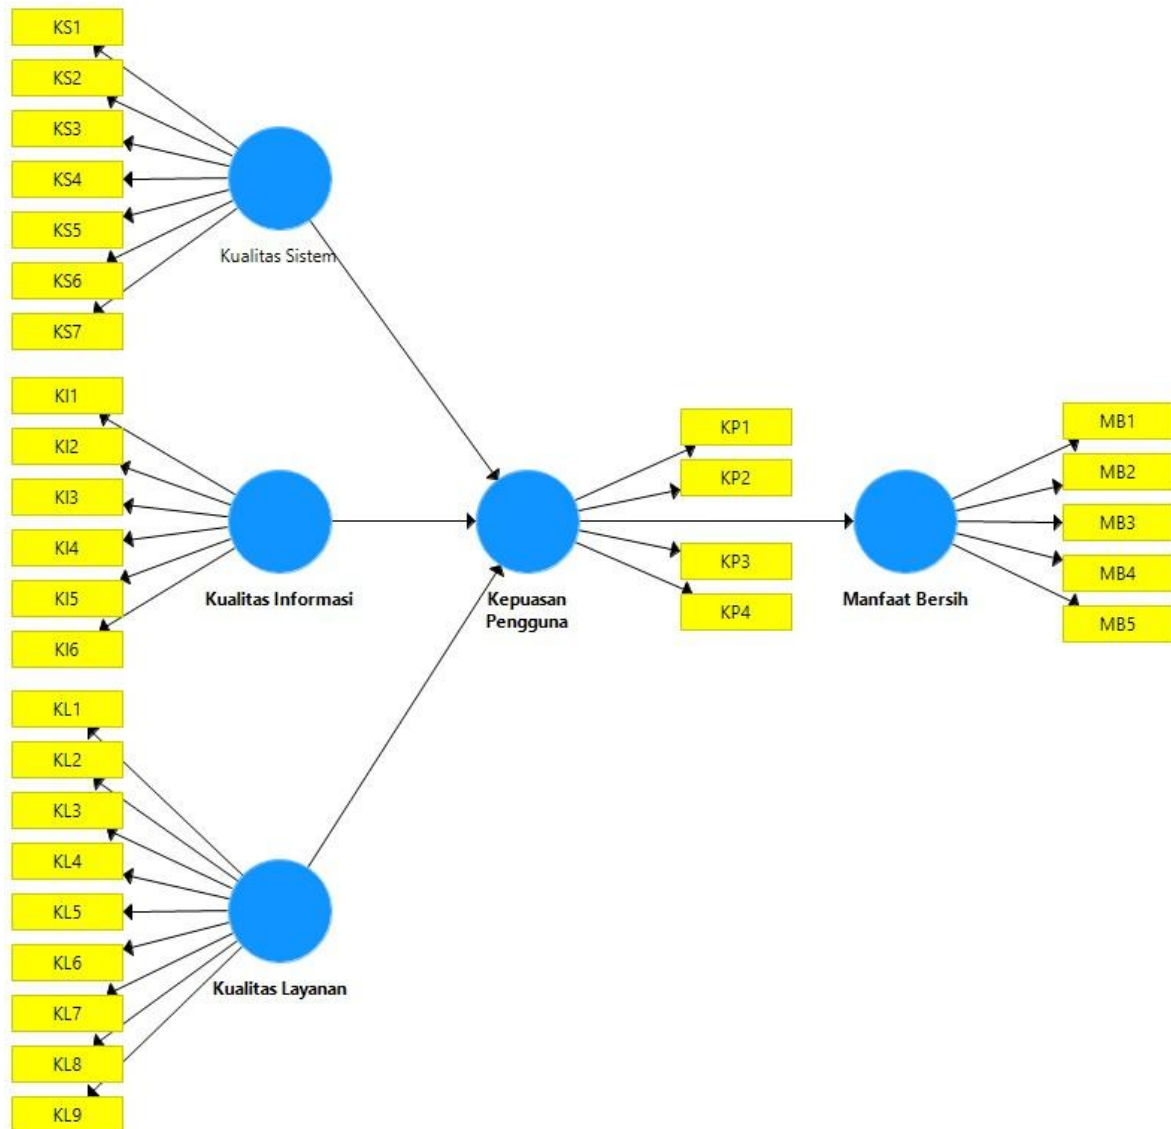 KS1
KS2
KS3
KS4
KS5
KS6
KS7
Kualitas Sistem
KI1
KI2
KI3
KI4
KI5
KI6
Kualitas Informasi
KL1
KL2
KL3
KL4
KL5
KL6
KL7
KL8
KL9
Kualitas Layanan
Kepuasan
Pengguna
KP1
KP2
KP3
KP4
Manfaat Bersih
MB1
MB2
MB3
MB4
MB5